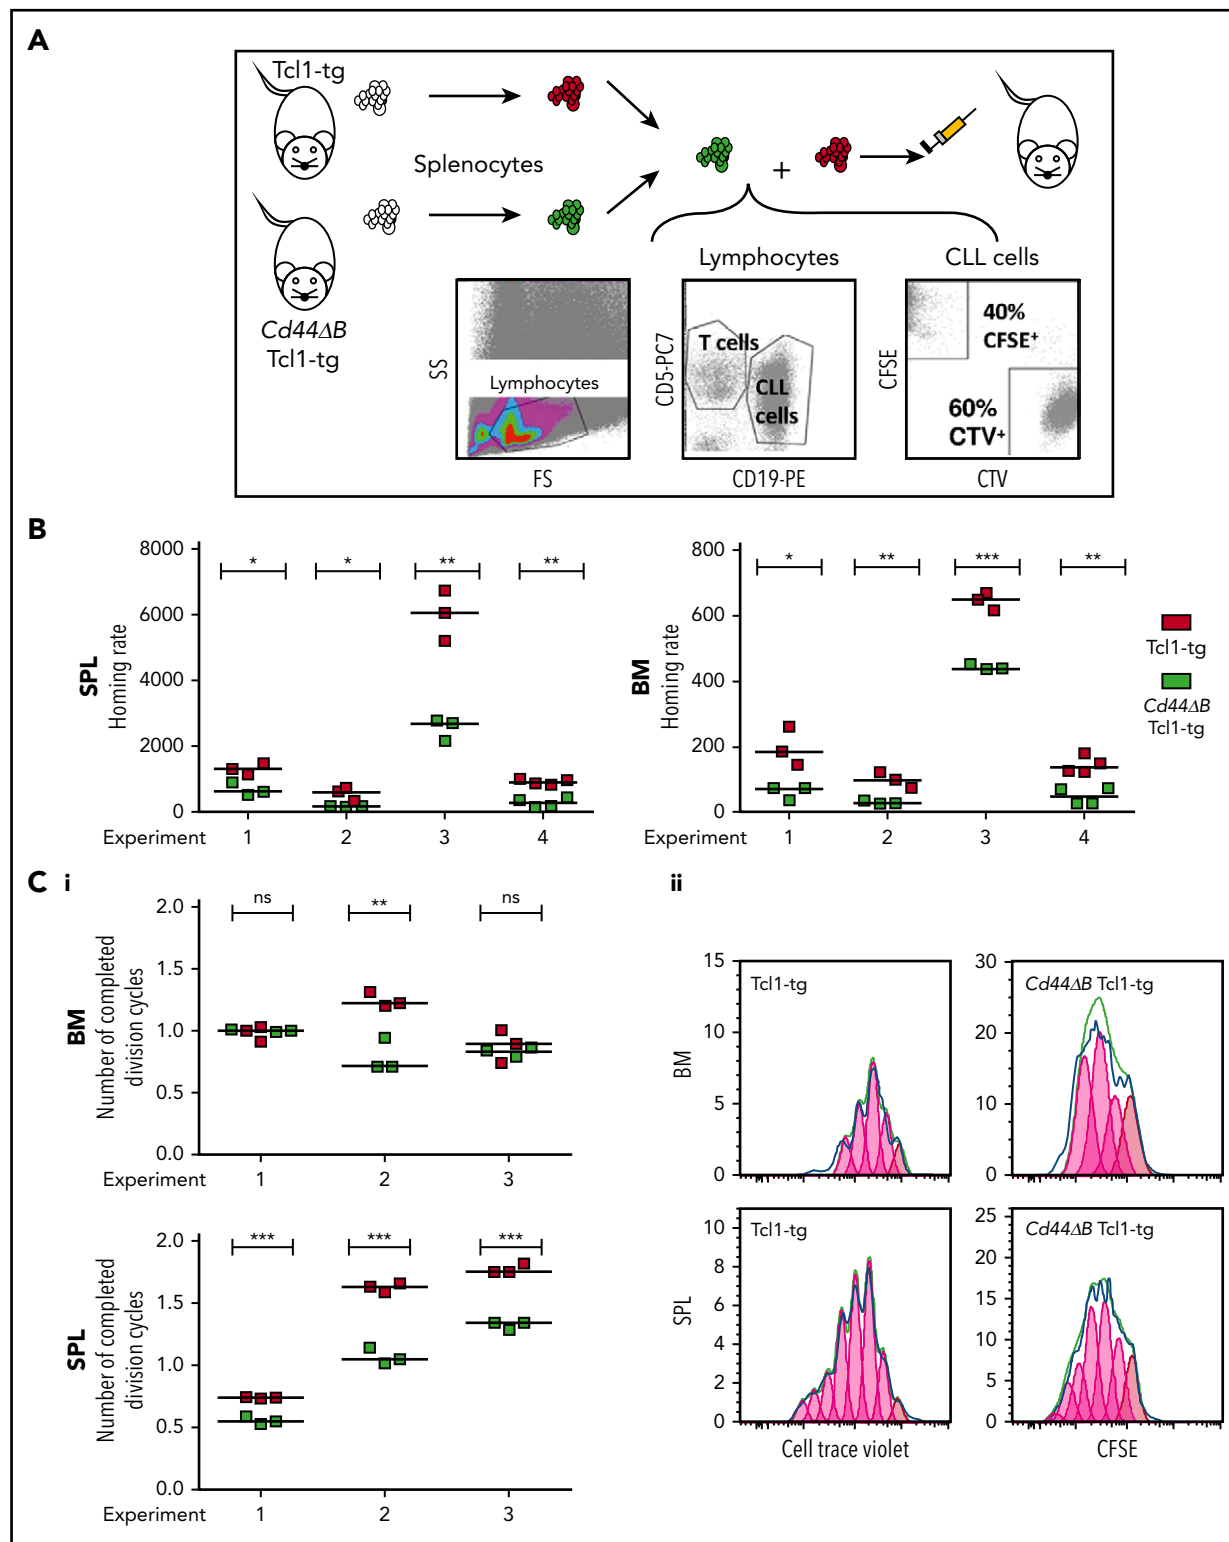 A
Tcl1-tg
Splenocytes
+
Cd44ΔB
Tcl1-tg
Lymphocytes
CLL cells
SS
Lymphocytes
FS
CD5-PC7
T cells
CLL
cells
CD19-PE
CFSE
40%
CFSE+
60%
CTV+
CTV
B
SPL
Homing rate
8000
6000
4000
2000
0
* * ** **
Experiment 1 2 3 4
BM
Homing rate
800
600
400
200
0
* ** *** **
Experiment 1 2 3 4
Tcl1-tg
Cd44ΔB
Tcl1-tg
C i
BM
Number of completed
division cycles
2.0
1.5
1.0
0.5
0.0
ns ** ns
Experiment 1 2 3
SPL
Number of completed
division cycles
2.0
1.5
1.0
0.5
0.0
*** *** ***
Experiment 1 2 3
ii
BM
15
10
5
0
Tcl1-tg
30
20
10
0
Cd44ΔB Tcl1-tg
SPL
10
8
6
4
2
0
Tcl1-tg
Cell trace violet
25
20
15
10
5
0
Cd44ΔB Tcl1-tg
CFSE